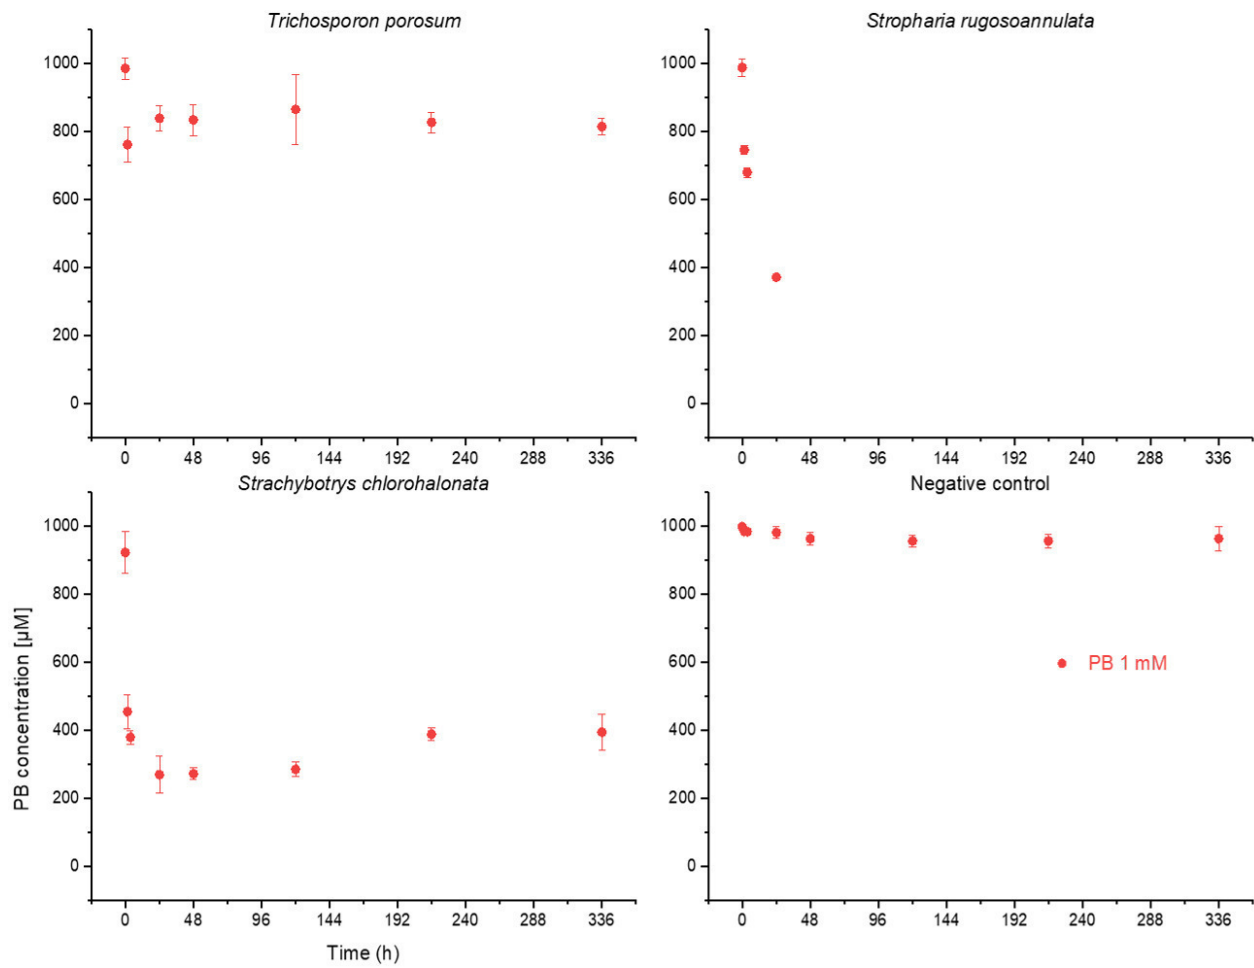 Trichosporon porosum
1000
800
600
400
200
0
0 48 96 144 192 240 288 336
Stropharia rugosoannulata
1000
800
600
400
200
0
0 48 96 144 192 240 288 336
Strachybotrys chlorohalonata
PB concentration [µM]
1000
800
600
400
200
0
0 48 96 144 192 240 288 336
Time (h)
Negative control
1000
800
600
400
200
0
PB 1 mM
0 48 96 144 192 240 288 336